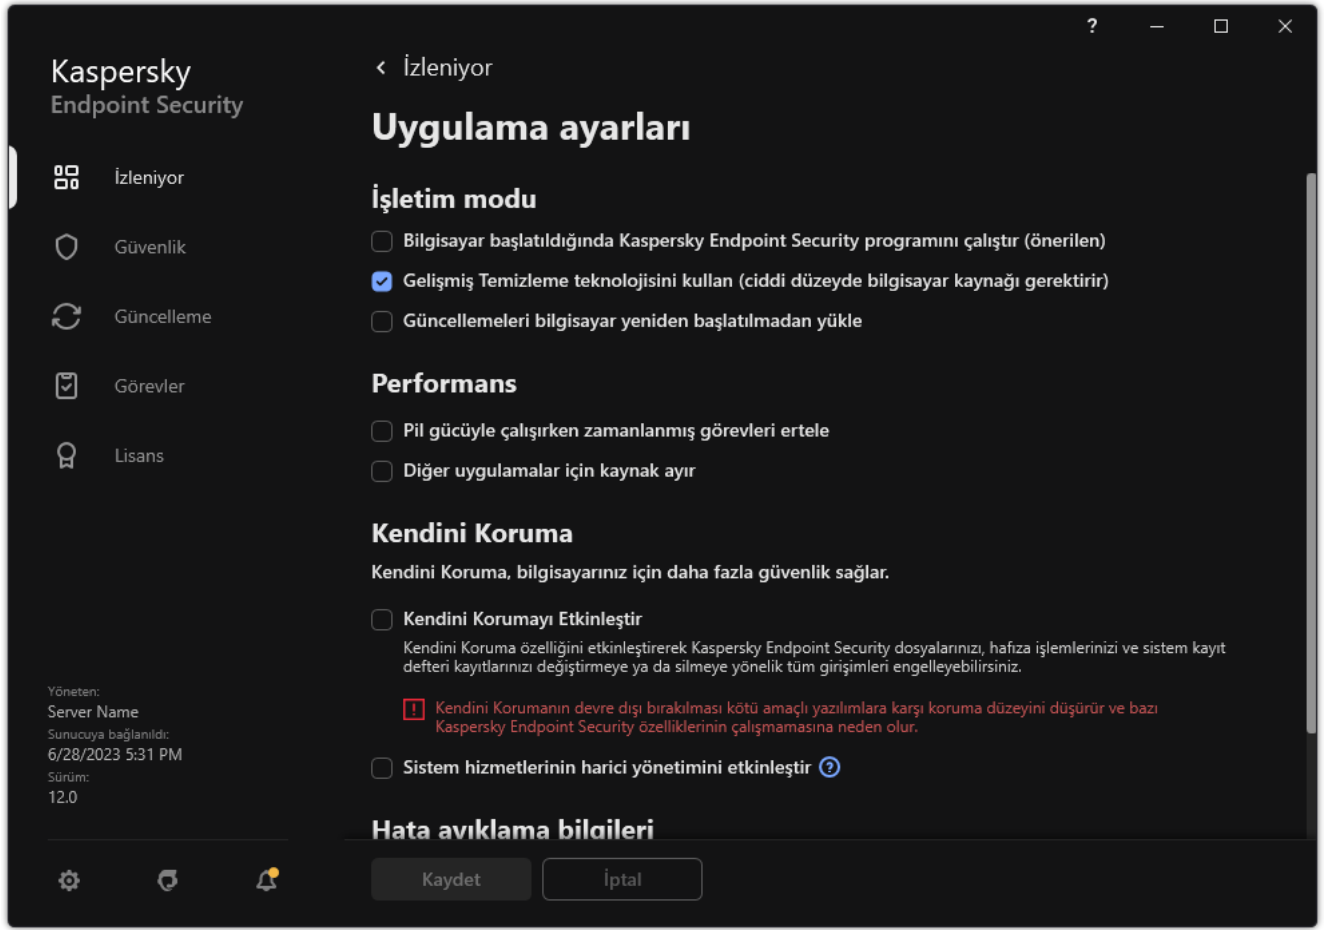 ?
Kaspersky
Endpoint Security
İzleniyor
Güvenlik
Güncelleme
Görevler
Lisans
Yöneten:
Server Name
Sunucuya bağlanıldı:
6/28/2023 5:31 PM
Sürüm:
12.0
İzleniyor
Uygulama ayarları
İşletim modu
Bilgisayar başlatıldığında Kaspersky Endpoint Security programını çalıştır (önerilen)
Gelişmiş Temizleme teknolojisini kullan (ciddi düzeyde bilgisayar kaynağı gerektirir)
Güncellemeleri bilgisayar yeniden başlatılmadan yükle
Performans
Pil gücüyle çalışırken zamanlanmış görevleri ertele
Diğer uygulamalar için kaynak ayır
Kendini Koruma
Kendini Koruma, bilgisayarınız için daha fazla güvenlik sağlar.
Kendini Korumayı Etkinleştir
Kendini Koruma özelliğini etkinleştirerek Kaspersky Endpoint Security dosyalarınızı, hafıza işlemlerinizi ve sistem kayıt
defteri kayıtlarınızı değiştirmeye ya da silmeye yönelik tüm girişimleri engelleyebilirsiniz.
Kendini Korumanın devre dışı bırakılması kötü amaçlı yazılımlara karşı koruma düzeyini düşürür ve bazı
Kaspersky Endpoint Security özelliklerinin çalışmamasına neden olur.
Sistem hizmetlerinin harici yönetimini etkinleştir ?
Hata ayıklama bilgileri
Kaydet
İptal